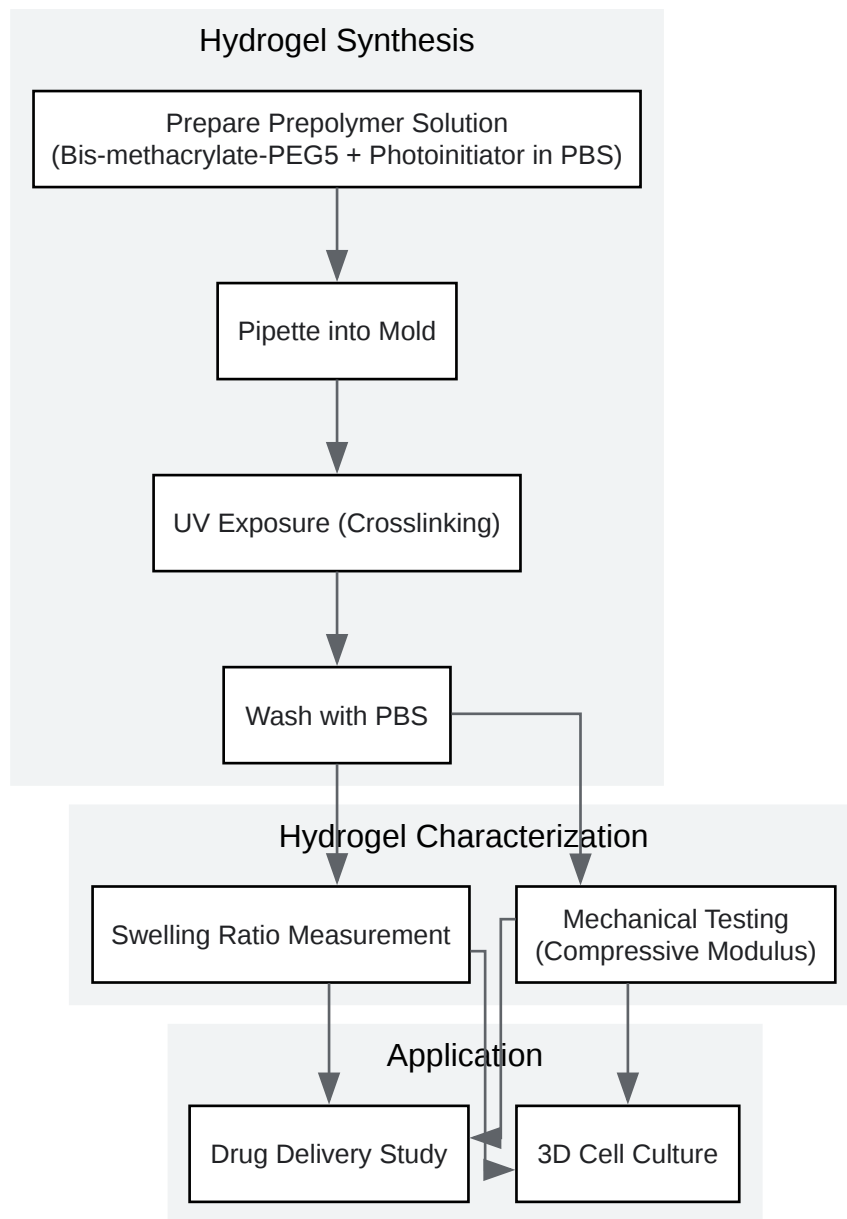 Hydrogel Synthesis
Prepare Prepolymer Solution
(Bis-methacrylate-PEG5 + Photoinitiator in PBS)
Pipette into Mold
UV Exposure (Crosslinking)
Wash with PBS
Hydrogel Characterization
Swelling Ratio Measurement
Mechanical Testing
(Compressive Modulus)
Application
Drug Delivery Study
3D Cell Culture